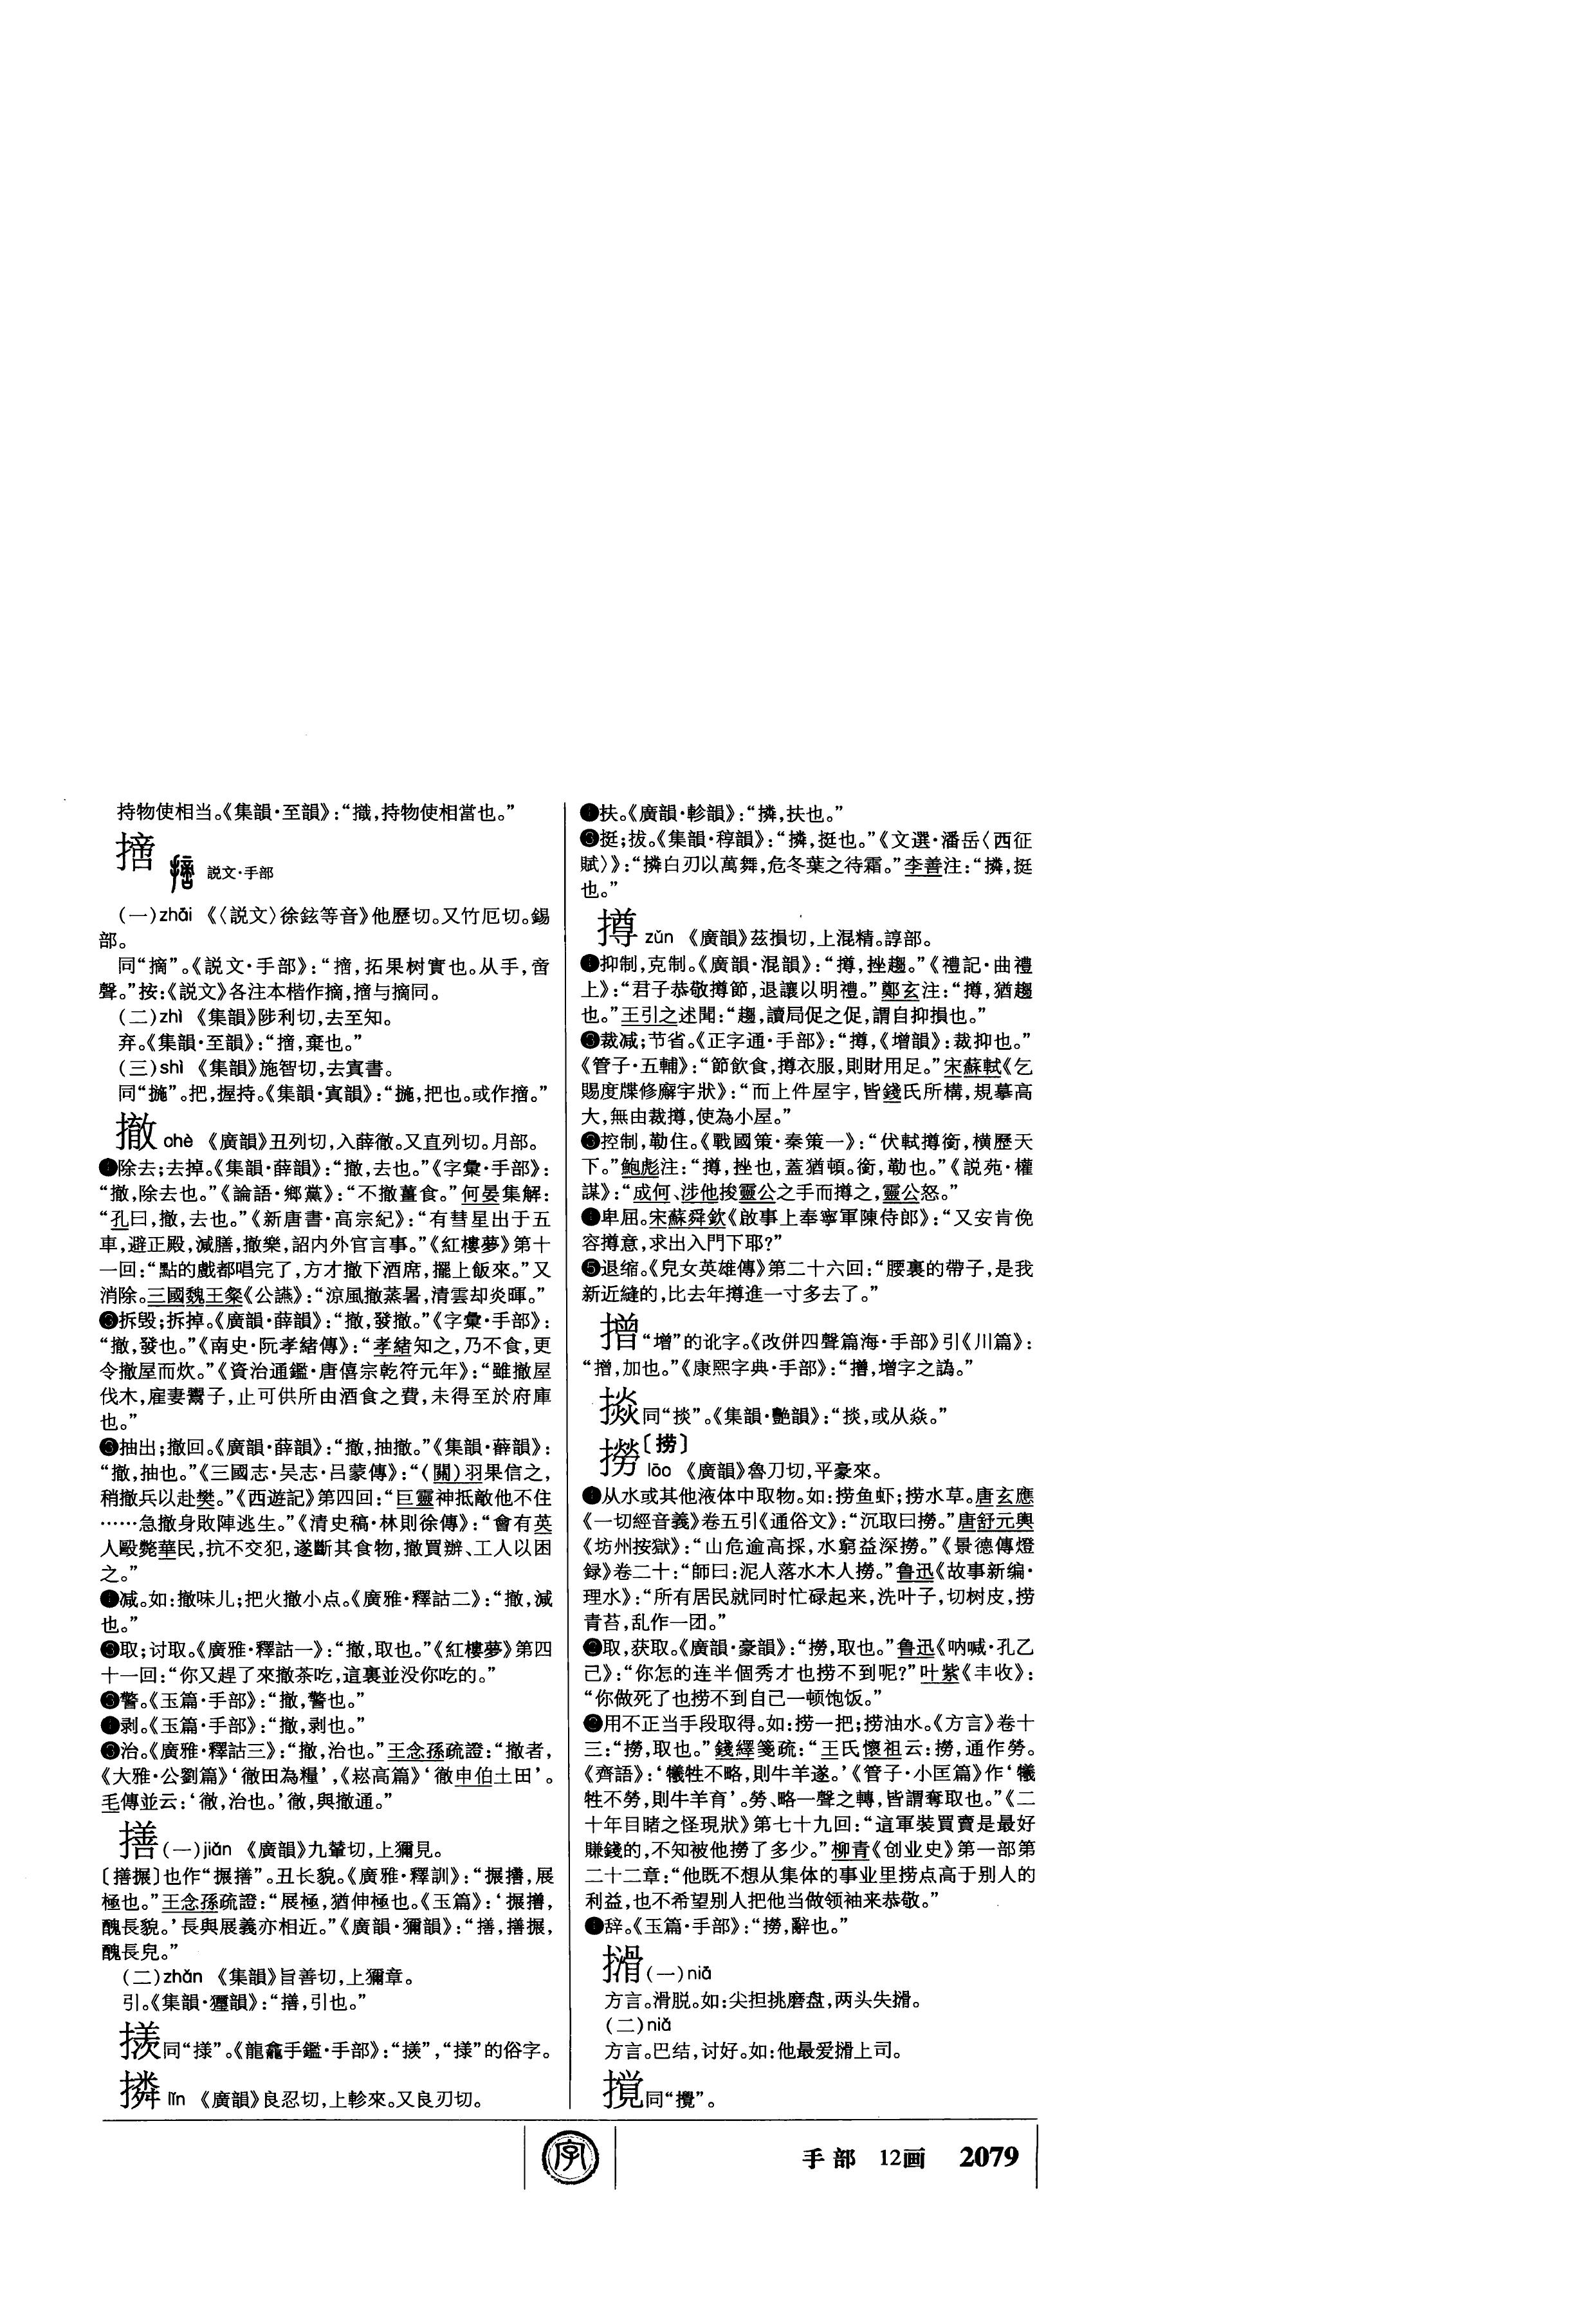 持物使相当。《集韻·至韻》：“㩼，持物使相當也。”
説文·手部
(一)zhāi 《〈説文〉徐鉉等音》他歷切。又竹厄切。錫
部。
同“摘”。《説文·手部》：“㩼，拓果树實也。从手，啻
聲。”按：《説文》各注本楷作摘，與摘同。
(二)zhì 《集韻》陟利切，去至知。
弃。《集韻·至韻》：“，棄也。”
(三)shì 《集韻》施智切，去寘書。
同“”。把，握持。《集韻·寘韻》：“，把也。或作。”
撤 chè 《廣韻》丑列切，入薛徹。又直列切。月部。
❶除去；去掉。《集韻·薛韻》：“撤，去也。”《字彙·手部》：
“撤，除去也。”《論語·鄉黨》：“不撤薑食。”何晏集解：
“孔曰，撤，去也。”《新唐書·高宗紀》：“有彗星出于五
車，避正殿，減膳，撤樂，詔内外官言事。”《紅樓夢》第十
一回：“點的戲都唱完了，方才撤下酒席，擺上飯來。”又
消除。三國魏王粲《公讌》：“涼風撤蒸暑，清雲却炎暉。”
❷拆毁；拆掉。《廣韻·薛韻》：“撤，發撤。”《字彙·手部》：
“撤，發也。”《南史·阮孝緒傳》：“孝緒知之，乃不食，更
令撤屋而炊。”《資治通鑑·唐僖宗乾符元年》：“雖撤屋
伐木，雇妻鬻子，止可供所由酒食之費，未得至於府庫
也。”
❸抽出；撤回。《廣韻·薛韻》：“撤，抽撤。”《集韻·薛韻》：
“撤，抽也。”《三國志·吴志·吕蒙傳》：“（關）羽果信之，
稍撤兵以赴樊。”《西遊記》第四回：“巨靈神抵敵他不住
……急撤身敗陣逃生。”《清史稿·林則徐傳》：“會有英
人毆斃華民，抗不交犯，遂斷其食物，撤買辦、工人以困
之。”
❹减。如：撤味儿；把火撤小点。《廣雅·釋詁二》：“撤，減
也。”
❺取；讨取。《廣雅·釋詁一》：“撤，取也。”《紅樓夢》第四
十一回：“你又趕了來撤茶吃，這裏並没你吃的。”
❻警。《玉篇·手部》：“撤，警也。”
❼剥。《玉篇·手部》：“撤，剥也。”
❽治。《廣雅·釋詁三》：“撤，治也。”王念孫疏證：“撤者，
《大雅·公劉篇》‘徹田為糧’，《崧高篇》‘徹申伯土田’。
毛傳並云：‘徹，治也。’徹，與撤通。”
㩈 (一)jiǎn 《廣韻》九輦切，上獮見。
〔㩈搌〕也作“搌㩈”。丑长貌。《廣雅·釋訓》：“搌㩈，展
極也。”王念孫疏證：“展極，猶伸極也。《玉篇》：‘搌㩈，
醜長貌。’長與展義亦相近。”《廣韻·獮韻》：“㩈，㩈搌，
醜長皃。”
(二)zhǎn 《集韻》旨善切，上獮章。
引。《集韻·獮韻》：“㩈，引也。”
同“㨾”。《龍龕手鑑·手部》：“”，“㨾”的俗字。
撛 lǐn 《廣韻》良忍切，上軫來。又良刃切。
❶扶。《廣韻·軫韻》：“撛，扶也。”
❷挺；拔。《集韻·稕韻》：“撛，挺也。”《文選·潘岳〈西征
賦〉》：“撛白刃以萬舞，危冬葉之待霜。”李善注：“撛，挺
也。”
撙 zǔn 《廣韻》茲損切，上混精。諄部。
❶抑制，克制。《廣韻·混韻》：“撙，挫趨。”《禮記·曲禮
上》：“君子恭敬撙節，退讓以明禮。”鄭玄注：“撙，猶趨
也。”王引之述聞：“趨，讀局促之促，謂自抑損也。”
❷裁减；节省。《正字通·手部》：“撙，《增韻》：裁抑也。”
《管子·五輔》：“節飲食，撙衣服，則財用足。”宋蘇軾《乞
賜度牒修廨宇狀》：“而上件屋宇，皆錢氏所構，規摹高
大，無由裁撙，使為小屋。”
❸控制，勒住。《戰國策·秦策一》：“伏軾撙銜，横歷天
下。”鮑彪注：“撙，挫也，蓋猶頓。銜，勒也。”《説苑·權
謀》：“成何、涉他捘靈公之手而撙之，靈公怒。”
❹卑屈。宋蘇舜欽《啟事上奉寧軍陳侍郎》：“又安肯俛
容撙意，求出入門下耶？”
❺退缩。《兒女英雄傳》第二十六回：“腰裏的帶子，是我
新近縫的，比去年撙進一寸多去了。”
撍 “增”的讹字。《改併四聲篇海·手部》引《川篇》：
“，加也。”《康熙字典·手部》：“，增字之譌。”
同“掞”。《集韻·豔韻》：“掞，或从焱。”
撈〔捞〕
lāo 《廣韻》魯刀切，平豪來。
❶从水或其他液体中取物。如：捞鱼虾；捞水草。唐玄應
《一切經音義》卷五引《通俗文》：“沉取曰撈。”唐舒元輿
《坊州按獄》：“山危逾高採，水窮益深撈。”《景德傳燈
録》卷二十：“師曰：泥人落水木人撈。”鲁迅《故事新编·
理水》：“所有居民就同时忙碌起来，洗叶子，切树皮，捞
青苔，乱作一团。”
❷取，获取。《廣韻·豪韻》：“撈，取也。”鲁迅《呐喊·孔乙
己》：“你怎的连半個秀才也捞不到呢？”叶紫《丰收》：
“你做死了也捞不到自己一顿饱饭。”
❷用不正当手段取得。如：捞一把；捞油水。《方言》卷十
三：“撈，取也。”錢繹箋疏：“王氏懷祖云：撈，通作勞。
《齊語》：‘犧牲不略，則牛羊遂。’《管子·小匡篇》作‘犧
牲不勞，則牛羊育’。勞、略一聲之轉，皆謂奪取也。”《二
十年目睹之怪現狀》第七十九回：“這軍裝買賣是最好
賺錢的，不知被他撈了多少。”柳青《创业史》第一部第
二十二章：“他既不想从集体的事业里捞点高于别人的
利益，也不希望别人把他当做领袖来恭敬。”
❹辞。《玉篇·手部》：“撈，辭也。”
(一)niā
方言。滑脱。如：尖担挑磨盘，两头失。
(二)niǎ
方言。巴结，讨好。如：他最爱上司。
撹 同“攪”。
字
手部 12画 2079